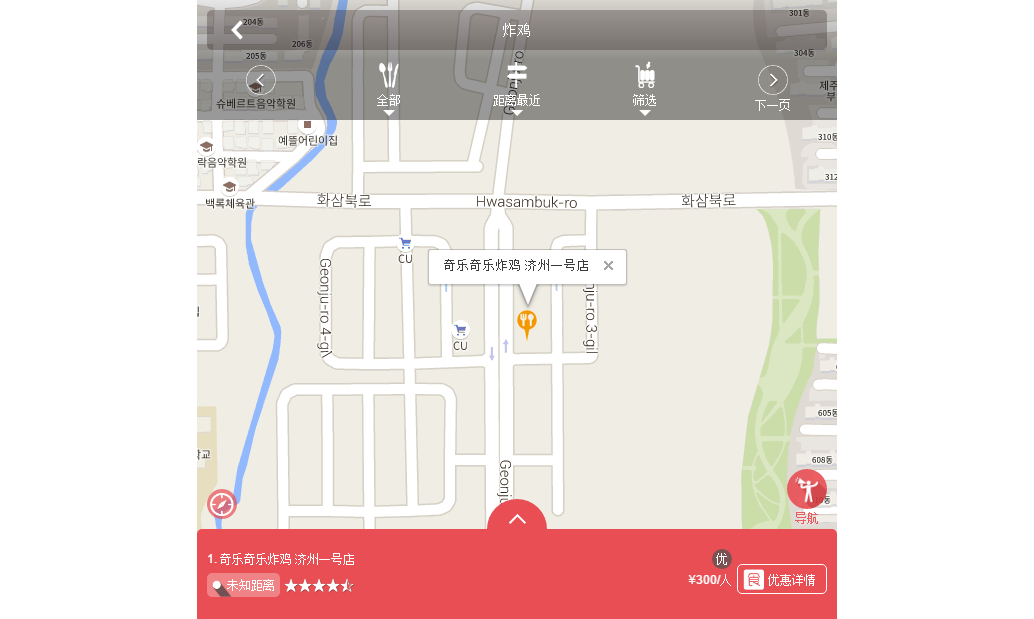 204동
炸鸡
301동
206동
304동
205동
제주
부
슈베르트음악학원
全部
距离最近
筛选
下一页
예뜰어린이집
310동
락음악학원
312
백록체육관
화삼북로
Hwasambuk-ro
화삼북로
CU
奇乐奇乐炸鸡 济州一号店
Geonju-ro 4-gil
ju-ro 3-gil
CU
605동
학교
608동
Geonju
导航
1. 奇乐奇乐炸鸡 济州一号店
优
未知距离
¥300/人
食 优惠详情